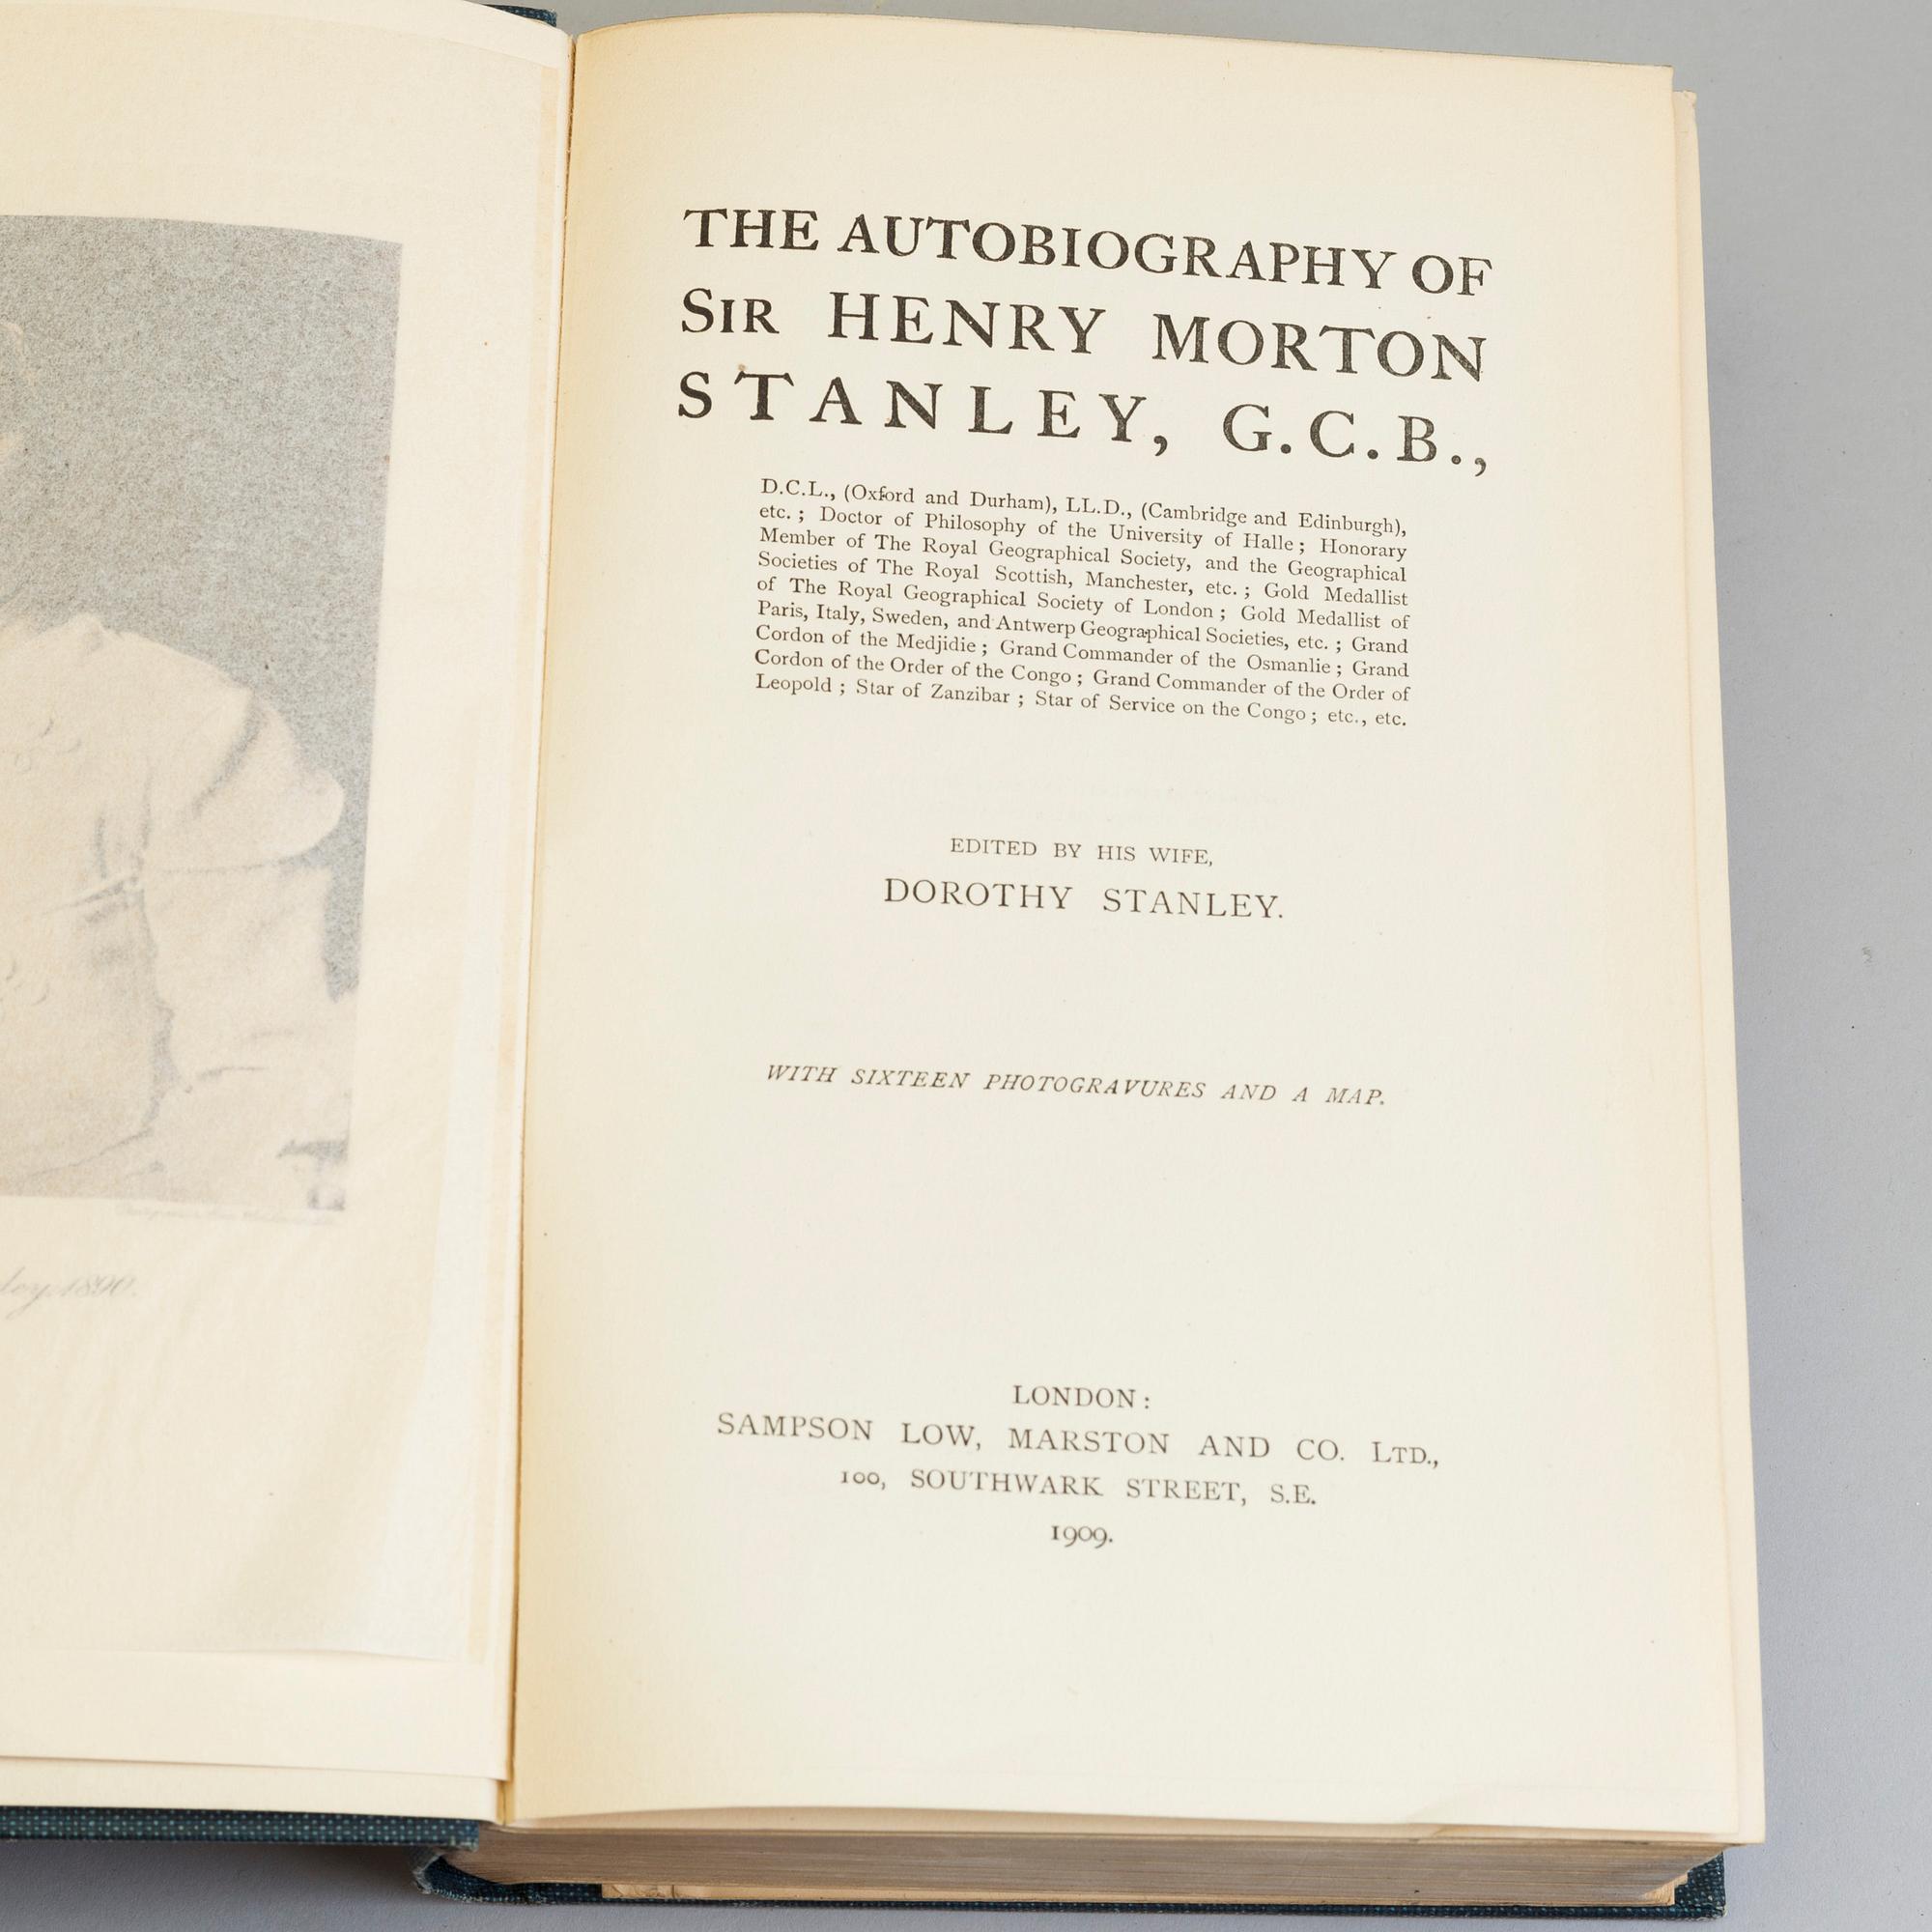 THE AUTOBIOGRAPHY OF
SIR HENRY MORTON
STANLEY, G.C.B.,
D.C.L., (Oxford and Durham), LL.D., (Cambridge and Edinburgh),
etc.; Doctor of Philosophy of the University of Halle; Honorary
Member of The Royal Geographical Society, and the Geographical
Societies of The Royal Scottish, Manchester, etc.; Gold Medallist
of The Royal Geographical Society of London; Gold Medallist of
Paris, Italy, Sweden, and Antwerp Geographical Societies, etc.; Grand
Cordon of the Medjidie; Grand Commander of the Osmanlie; Grand
Cordon of the Order of the Congo; Grand Commander of the Order of
Leopold; Star of Zanzibar; Star of Service on the Congo; etc., etc.
EDITED BY HIS WIFE,
DOROTHY STANLEY.
WITH SIXTEEN PHOTOGRAVURES AND A MAP.
LONDON:
SAMPSON LOW, MARSTON AND CO. LTD.,
100, SOUTHWARK STREET, S.E.
1909.
1890.